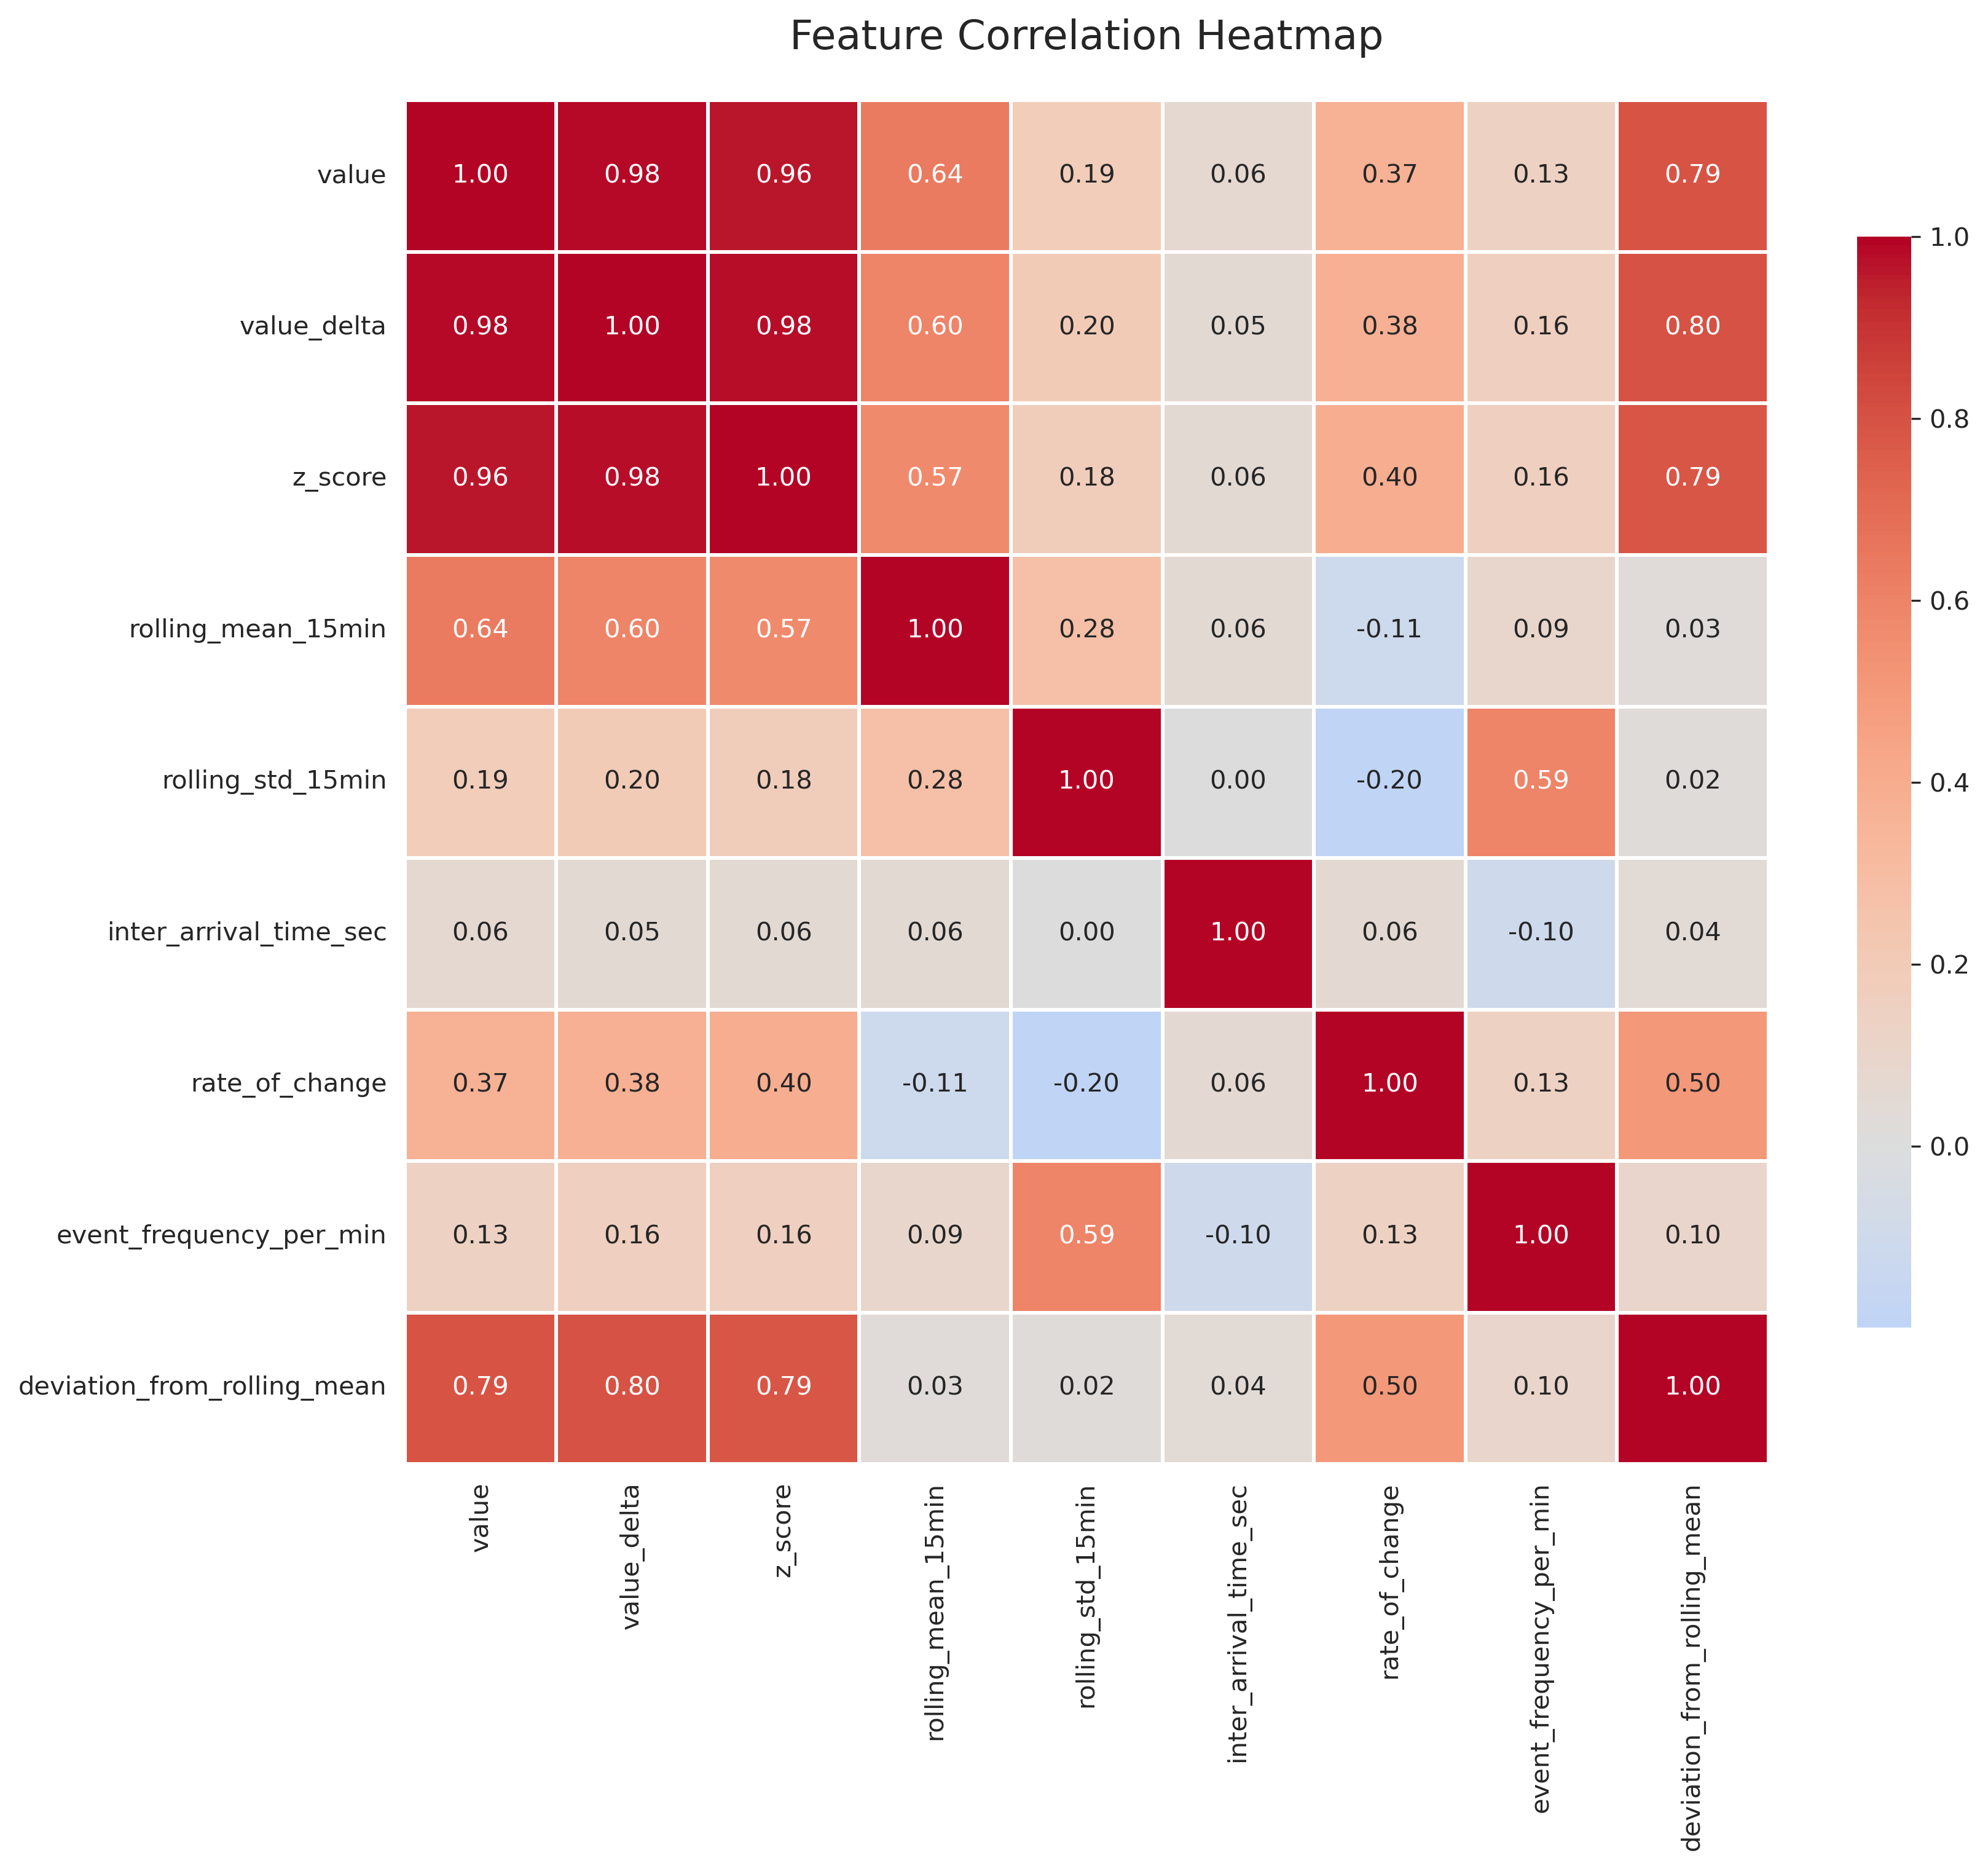 Feature Correlation Heatmap
value 1.00 0.98 0.96 0.64 0.19 0.06 0.37 0.13 0.79
value_delta 0.98 1.00 0.98 0.60 0.20 0.05 0.38 0.16 0.80
z_score 0.96 0.98 1.00 0.57 0.18 0.06 0.40 0.16 0.79
rolling_mean_15min 0.64 0.60 0.57 1.00 0.28 0.06 -0.11 0.09 0.03
rolling_std_15min 0.19 0.20 0.18 0.28 1.00 0.00 -0.20 0.59 0.02
inter_arrival_time_sec 0.06 0.05 0.06 0.06 0.00 1.00 0.06 -0.10 0.04
rate_of_change 0.37 0.38 0.40 -0.11 -0.20 0.06 1.00 0.13 0.50
event_frequency_per_min 0.13 0.16 0.16 0.09 0.59 -0.10 0.13 1.00 0.10
deviation_from_rolling_mean 0.79 0.80 0.79 0.03 0.02 0.04 0.50 0.10 1.00
value
value_delta
z_score
rolling_mean_15min
rolling_std_15min
inter_arrival_time_sec
rate_of_change
event_frequency_per_min
deviation_from_rolling_mean
1.0
0.8
0.6
0.4
0.2
0.0